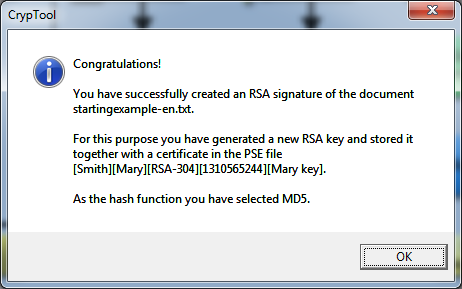 CrypTool
Congratulations!
You have successfully created an RSA signature of the document
startingexample-en.txt.
For this purpose you have generated a new RSA key and stored it
together with a certificate in the PSE file
[Smith][Mary][RSA-304][1310565244][Mary key].
As the hash function you have selected MD5.
OK